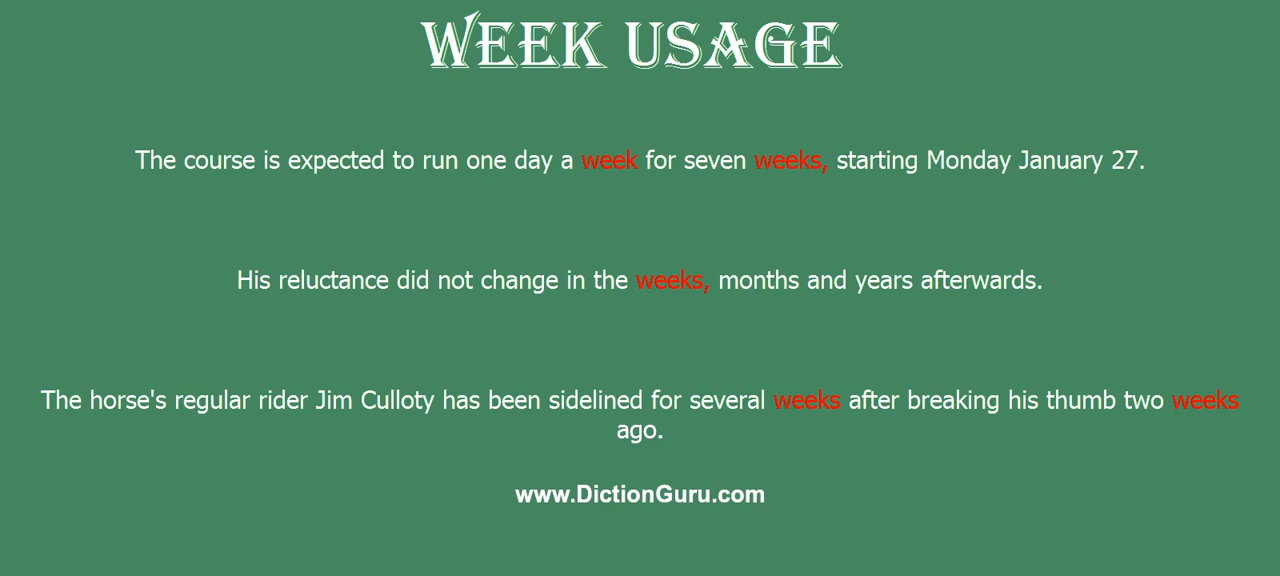 WEEK USAGE
The course is expected to run one day a week for seven weeks, starting Monday January 27.
His reluctance did not change in the weeks, months and years afterwards.
The horse's regular rider Jim Culloty has been sidelined for several weeks after breaking his thumb two weeks
ago.
www.DictionGuru.com